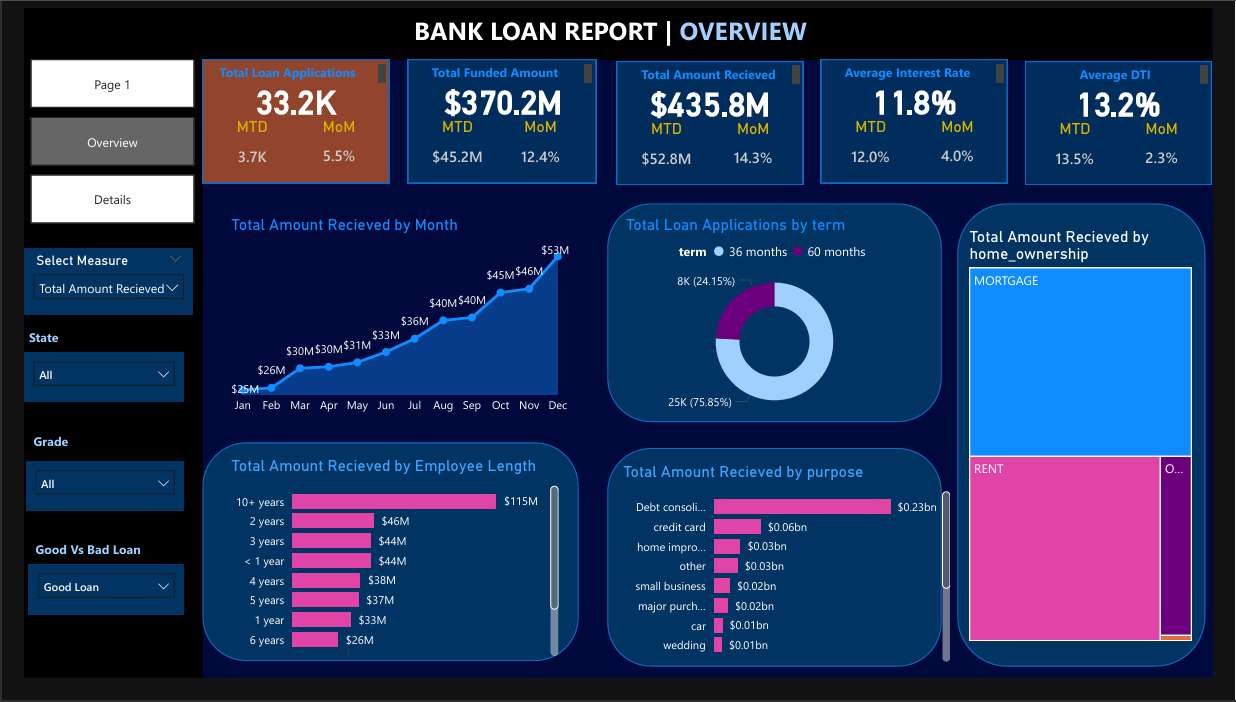 BANK LOAN REPORT | OVERVIEW
Page 1
Overview
Details
Total Loan Applications
33.2K
MTD MoM
3.7K 5.5%
Total Funded Amount
$370.2M
MTD MoM
$45.2M 12.4%
Total Amount Recieved
$435.8M
MTD MoM
$52.8M 14.3%
Average Interest Rate
11.8%
MTD MoM
12.0% 4.0%
Average DTI
13.2%
MTD MoM
13.5% 2.3%
Select Measure
Total Amount Recieved
State
All
Grade
All
Good Vs Bad Loan
Good Loan
Total Amount Recieved by Month
$25M $26M $30M $30M $31M $33M $36M $40M $40M $45M $46M $53M
Jan Feb Mar Apr May Jun Jul Aug Sep Oct Nov Dec
Total Loan Applications by term
term 36 months 60 months
8K (24.15%)
25K (75.85%)
Total Amount Recieved by
home_ownership
MORTGAGE
RENT O...
Total Amount Recieved by Employee Length
10+ years $115M
2 years $46M
3 years $44M
< 1 year $44M
4 years $38M
5 years $37M
1 year $33M
6 years $26M
Total Amount Recieved by purpose
Debt consoli... $0.23bn
credit card $0.06bn
home impro... $0.03bn
other $0.03bn
small business $0.02bn
major purch... $0.02bn
car $0.01bn
wedding $0.01bn